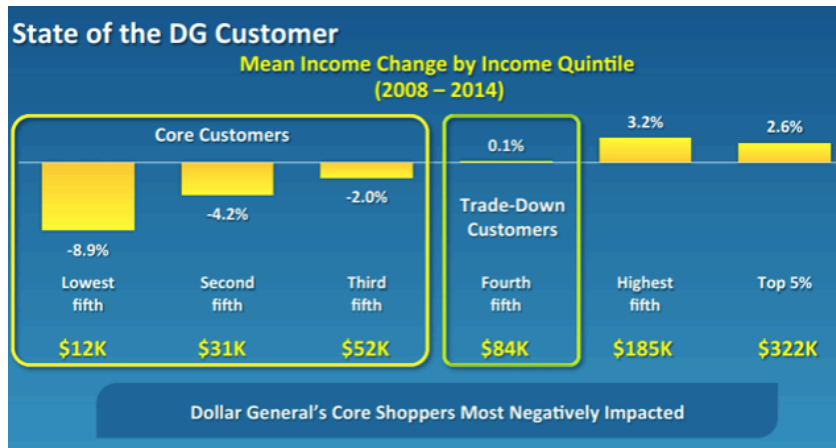 State of the DG Customer
Mean Income Change by Income Quintile
(2008 – 2014)
Core Customers
3.2%
2.6%
0.1%
-2.0%
-4.2%
-8.9%
Trade-Down
Customers
Lowest
fifth
Second
fifth
Third
fifth
Fourth
fifth
Highest
fifth
Top 5%
$12K
$31K
$52K
$84K
$185K
$322K
Dollar General's Core Shoppers Most Negatively Impacted